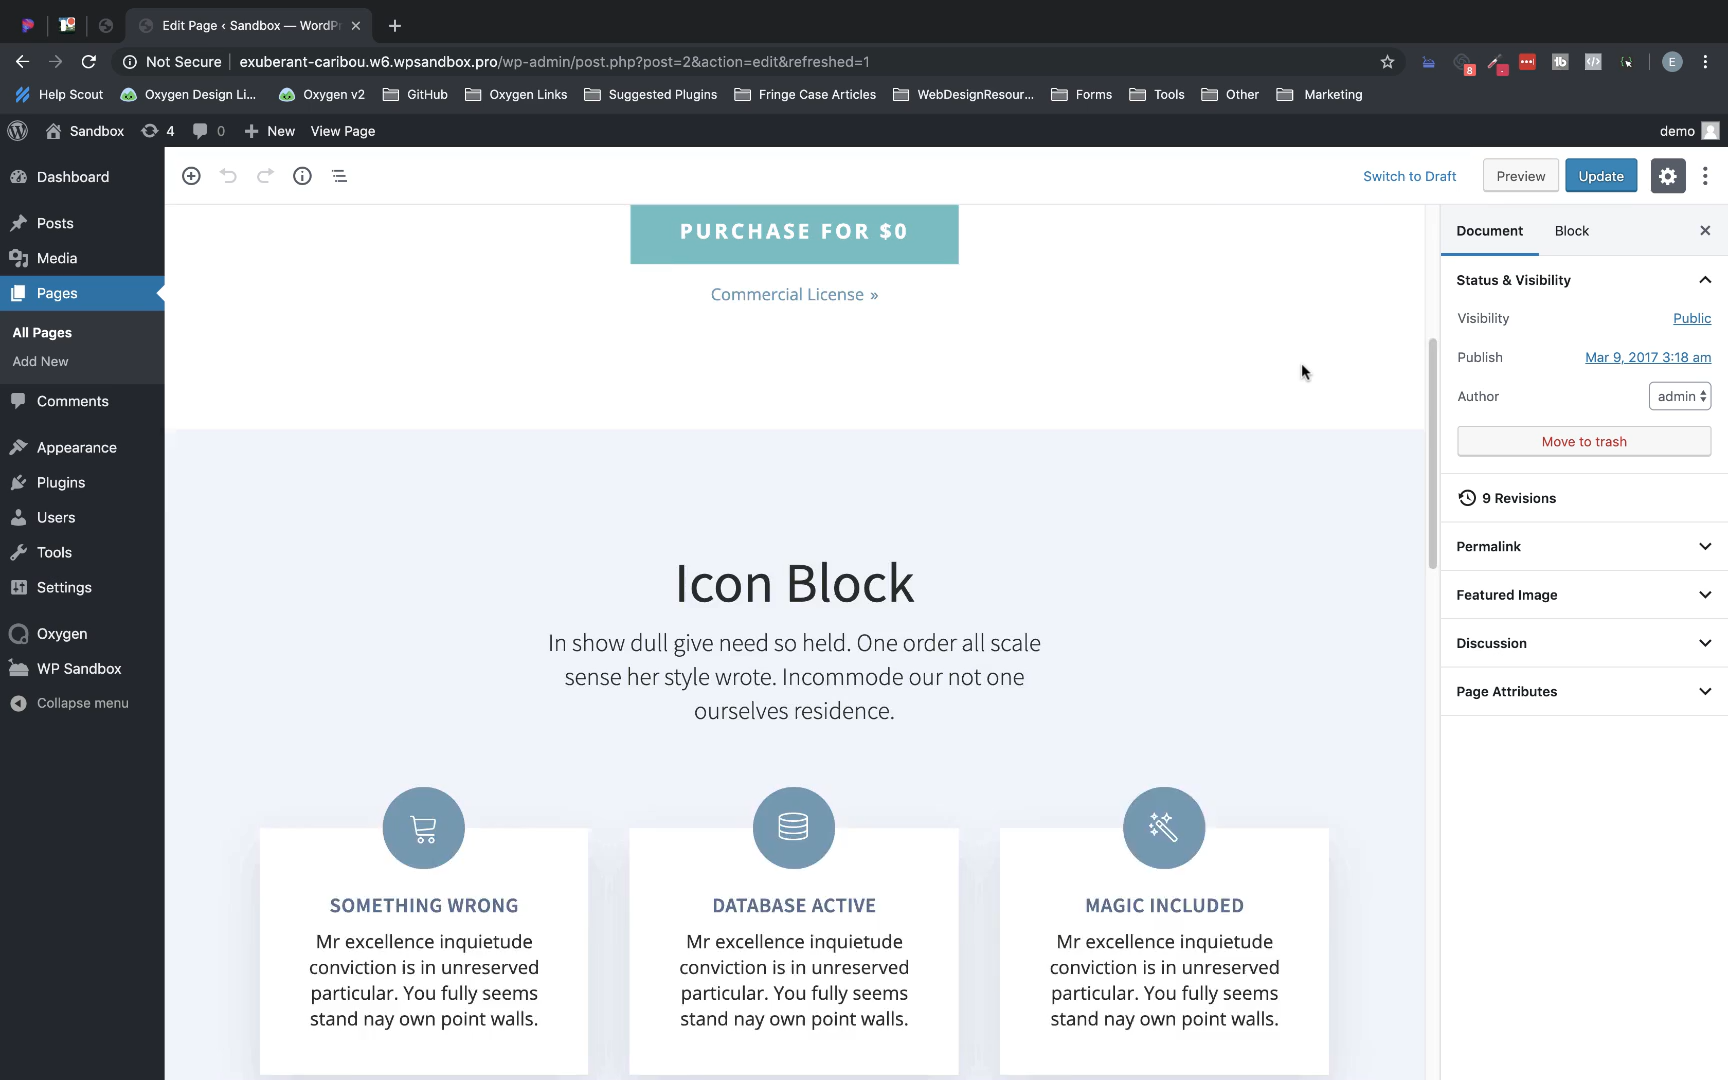 Edit Page ‹ Sandbox — WordPr
Not Secure exuberant-caribou.w6.wpsandbox.pro/wp-admin/post.php?post=2&action=edit&refreshed=1
8
tb
E
Help Scout Oxygen Design Li... Oxygen v2 GitHub Oxygen Links Suggested Plugins Fringe Case Articles WebDesignResour... Forms Tools Other Marketing
Sandbox 4 0 New View Page demo
Dashboard
Posts
Media
Pages
All Pages
Add New
Comments
Appearance
Plugins
Users
Tools
Settings
Oxygen
WP Sandbox
Collapse menu
Switch to Draft Preview Update
PURCHASE FOR $0
Commercial License »
Icon Block
In show dull give need so held. One order all scale
sense her style wrote. Incommode our not one
ourselves residence.
SOMETHING WRONG
Mr excellence inquietude
conviction is in unreserved
particular. You fully seems
stand nay own point walls.
DATABASE ACTIVE
Mr excellence inquietude
conviction is in unreserved
particular. You fully seems
stand nay own point walls.
MAGIC INCLUDED
Mr excellence inquietude
conviction is in unreserved
particular. You fully seems
stand nay own point walls.
Document Block
Status & Visibility
Visibility Public
Publish Mar 9, 2017 3:18 am
Author admin
Move to trash
9 Revisions
Permalink
Featured Image
Discussion
Page Attributes